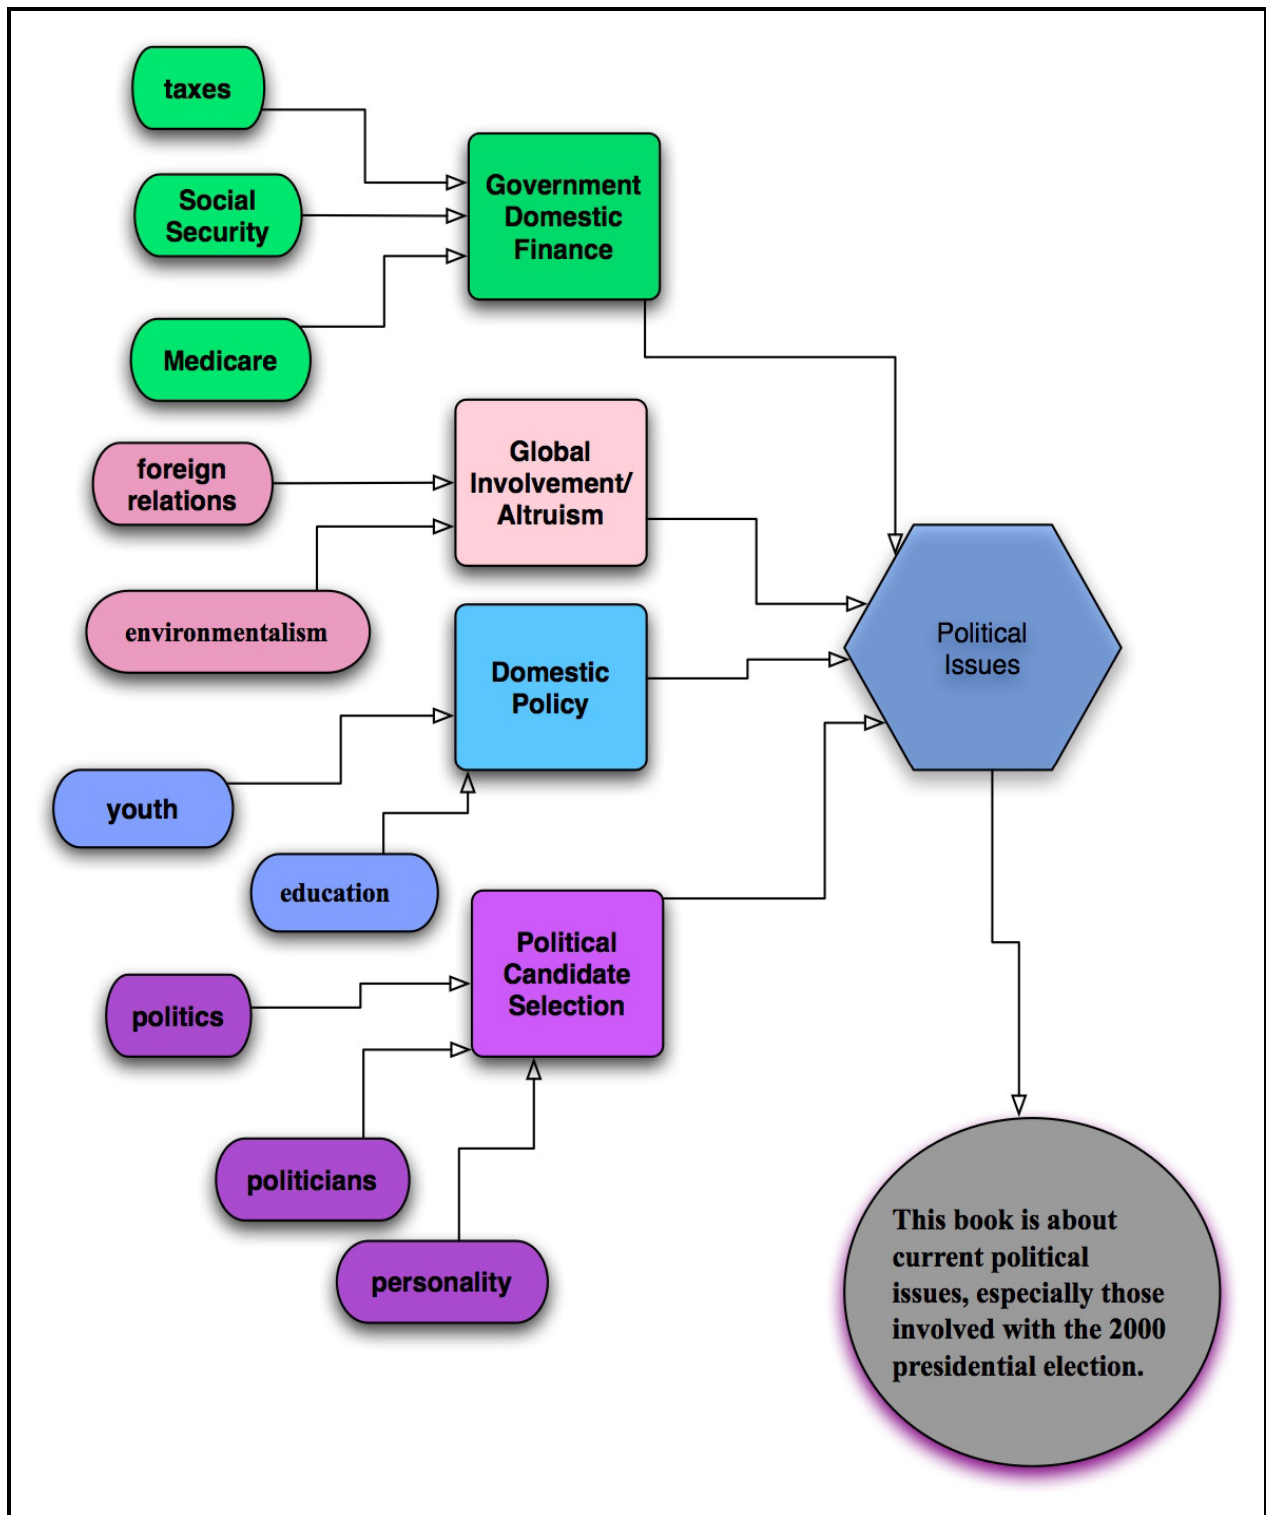 taxes
Social
Security
Medicare
Government
Domestic
Finance
foreign
relations
environmentalism
Global
Involvement/
Altruism
youth
education
Domestic
Policy
politics
politicians
personality
Political
Candidate
Selection
Political
Issues
This book is about
current political
issues, especially those
involved with the 2000
presidential election.